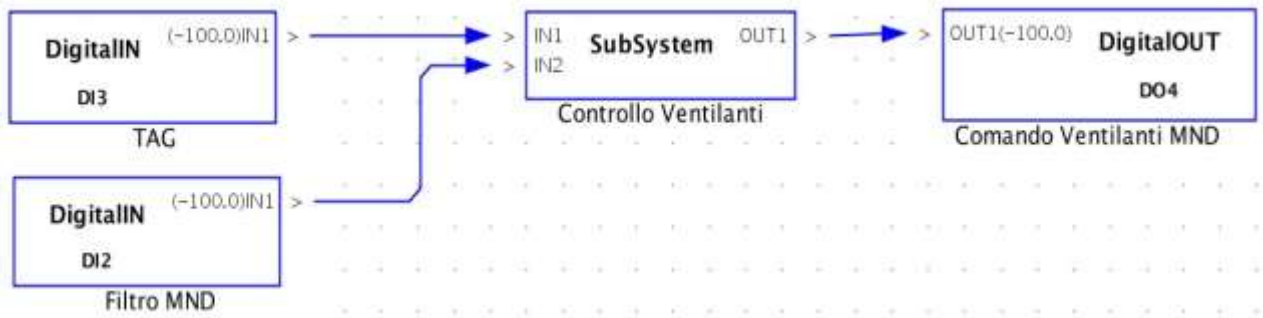 DigitalIN (-100.0)IN1 >
DI3
TAG
> IN1 SubSystem OUT1 >
> IN2
Controllo Ventilanti
> OUT1(-100.0) DigitalOUT
DO4
Comando Ventilanti MND
DigitalIN (-100.0)IN1 >
DI2
Filtro MND